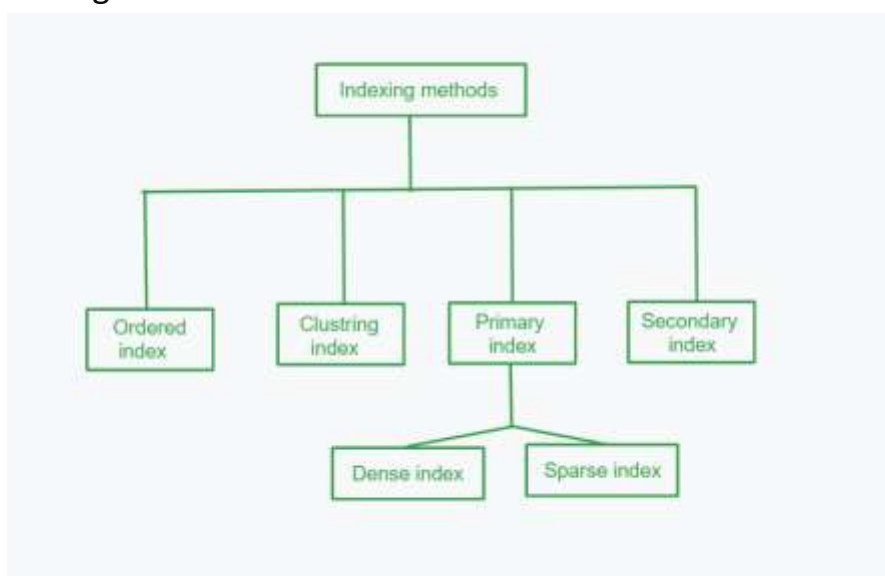 Indexing methods
Ordered
index
Clustring
index
Primary
index
Secondary
index
Dense index
Sparse index